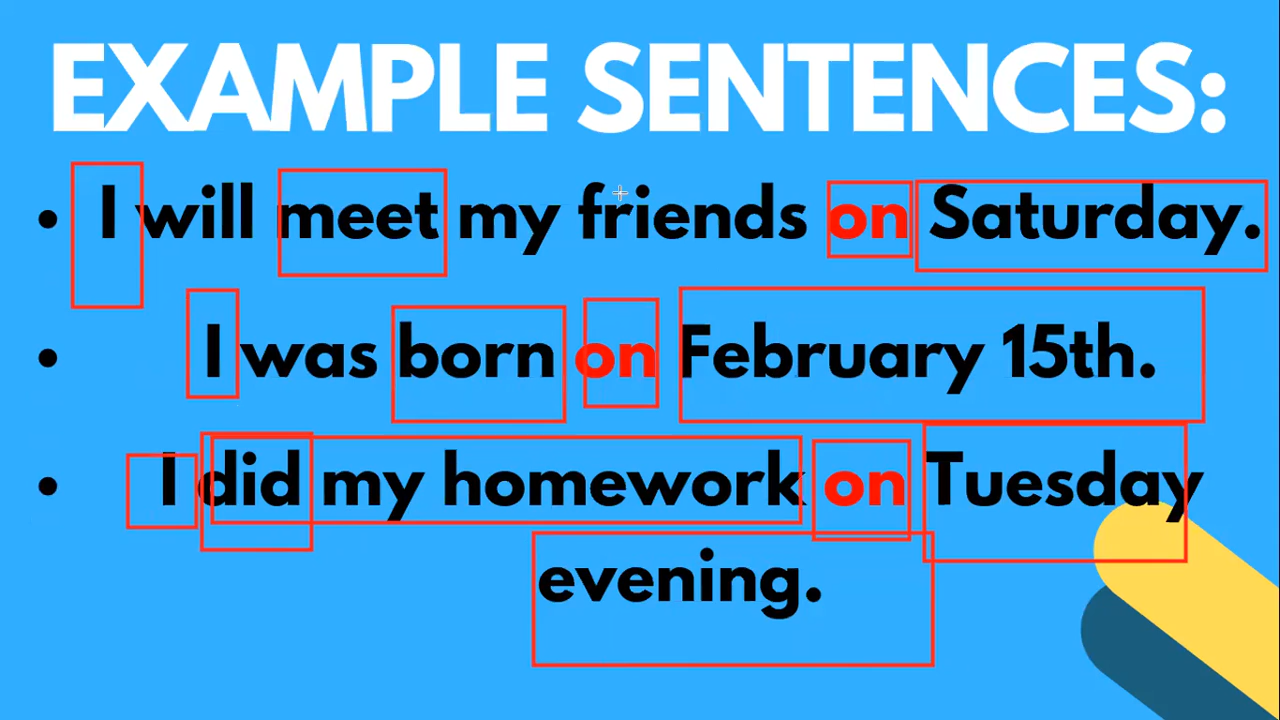 EXAMPLE SENTENCES:
• I will meet my friends on Saturday.
• I was born on February 15th.
• I did my homework on Tuesday
evening.